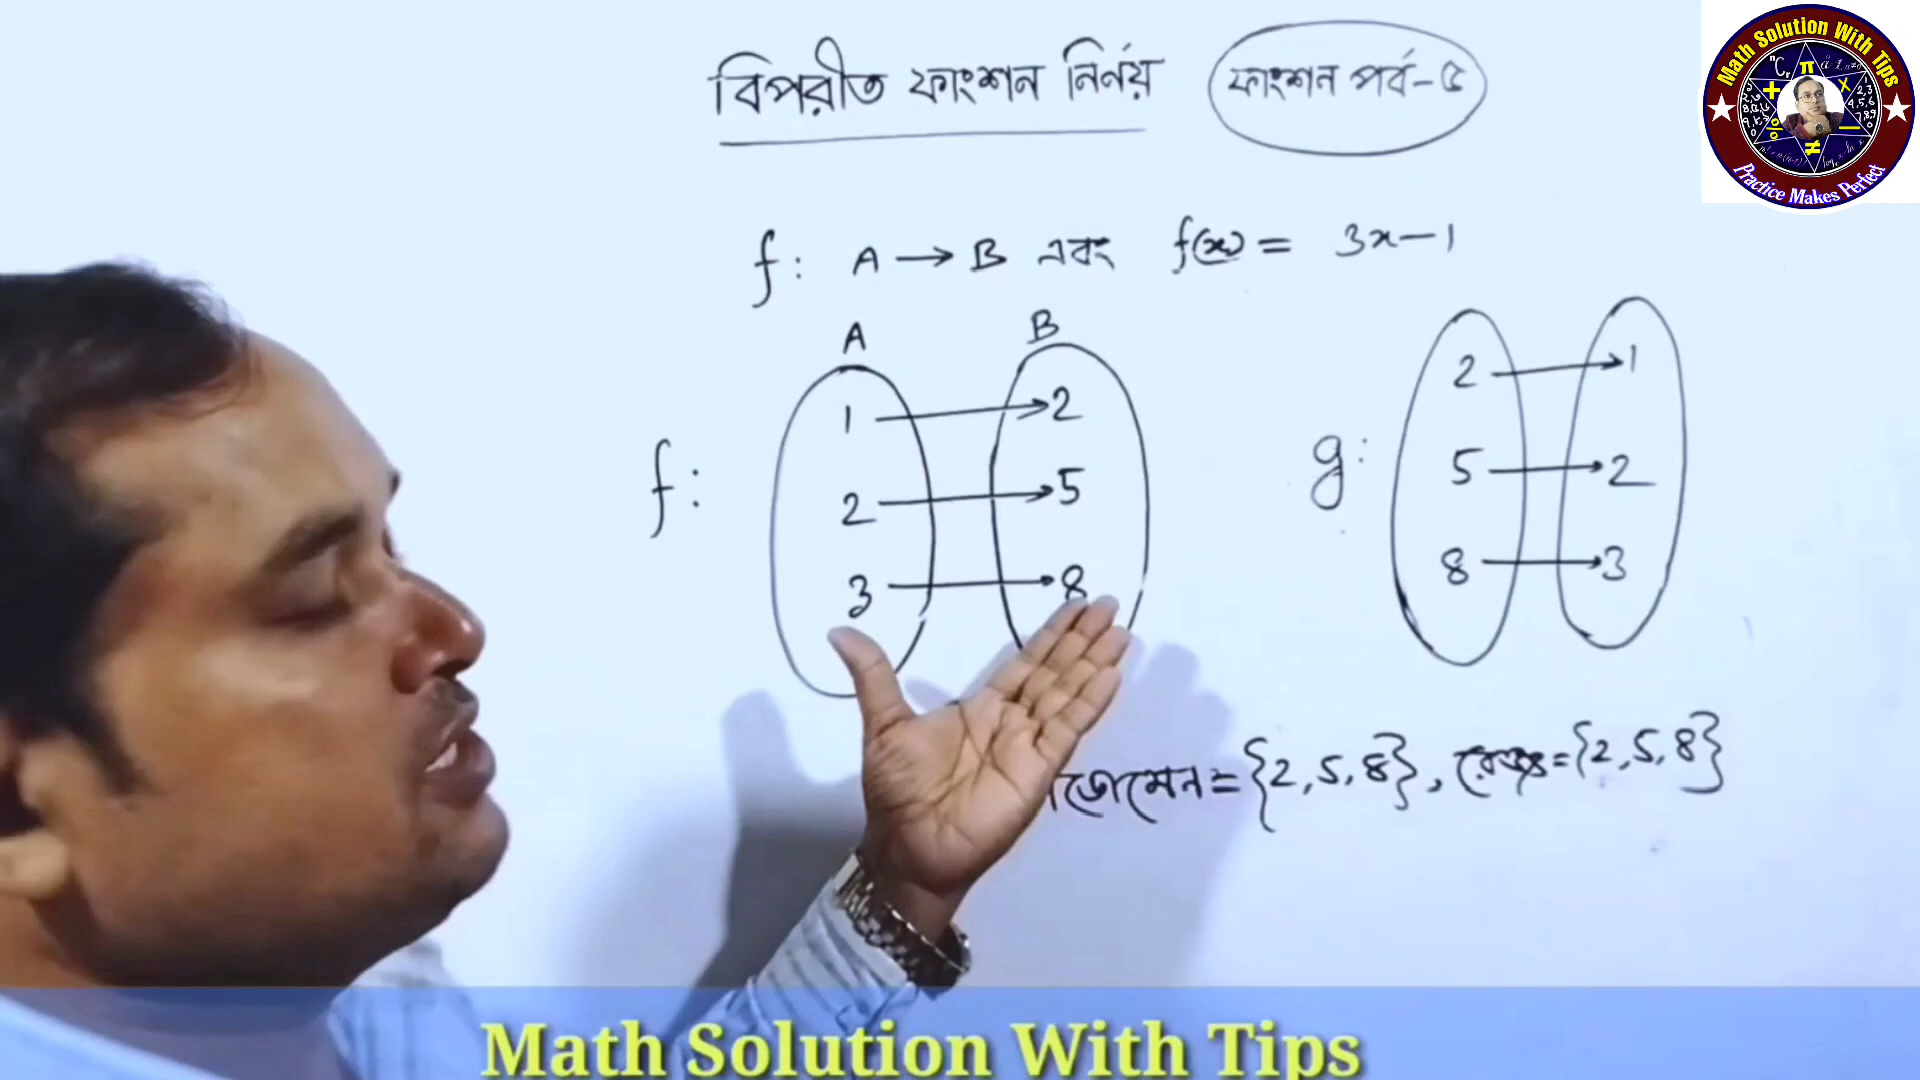 বিপরীত ফাংশন নির্ণয়
ফাংশন পর্ব-৫
Math Solution With Tips
Practice Makes Perfect
f: A → B এবং f(x) = 3x-1
A B
f:
1 → 2
2 → 5
3 → 8
g:
2 → 1
5 → 2
8 → 3
ডোমেন = {2, 5, 8}, রেঞ্জ = {2, 5, 8}
Math Solution With Tips